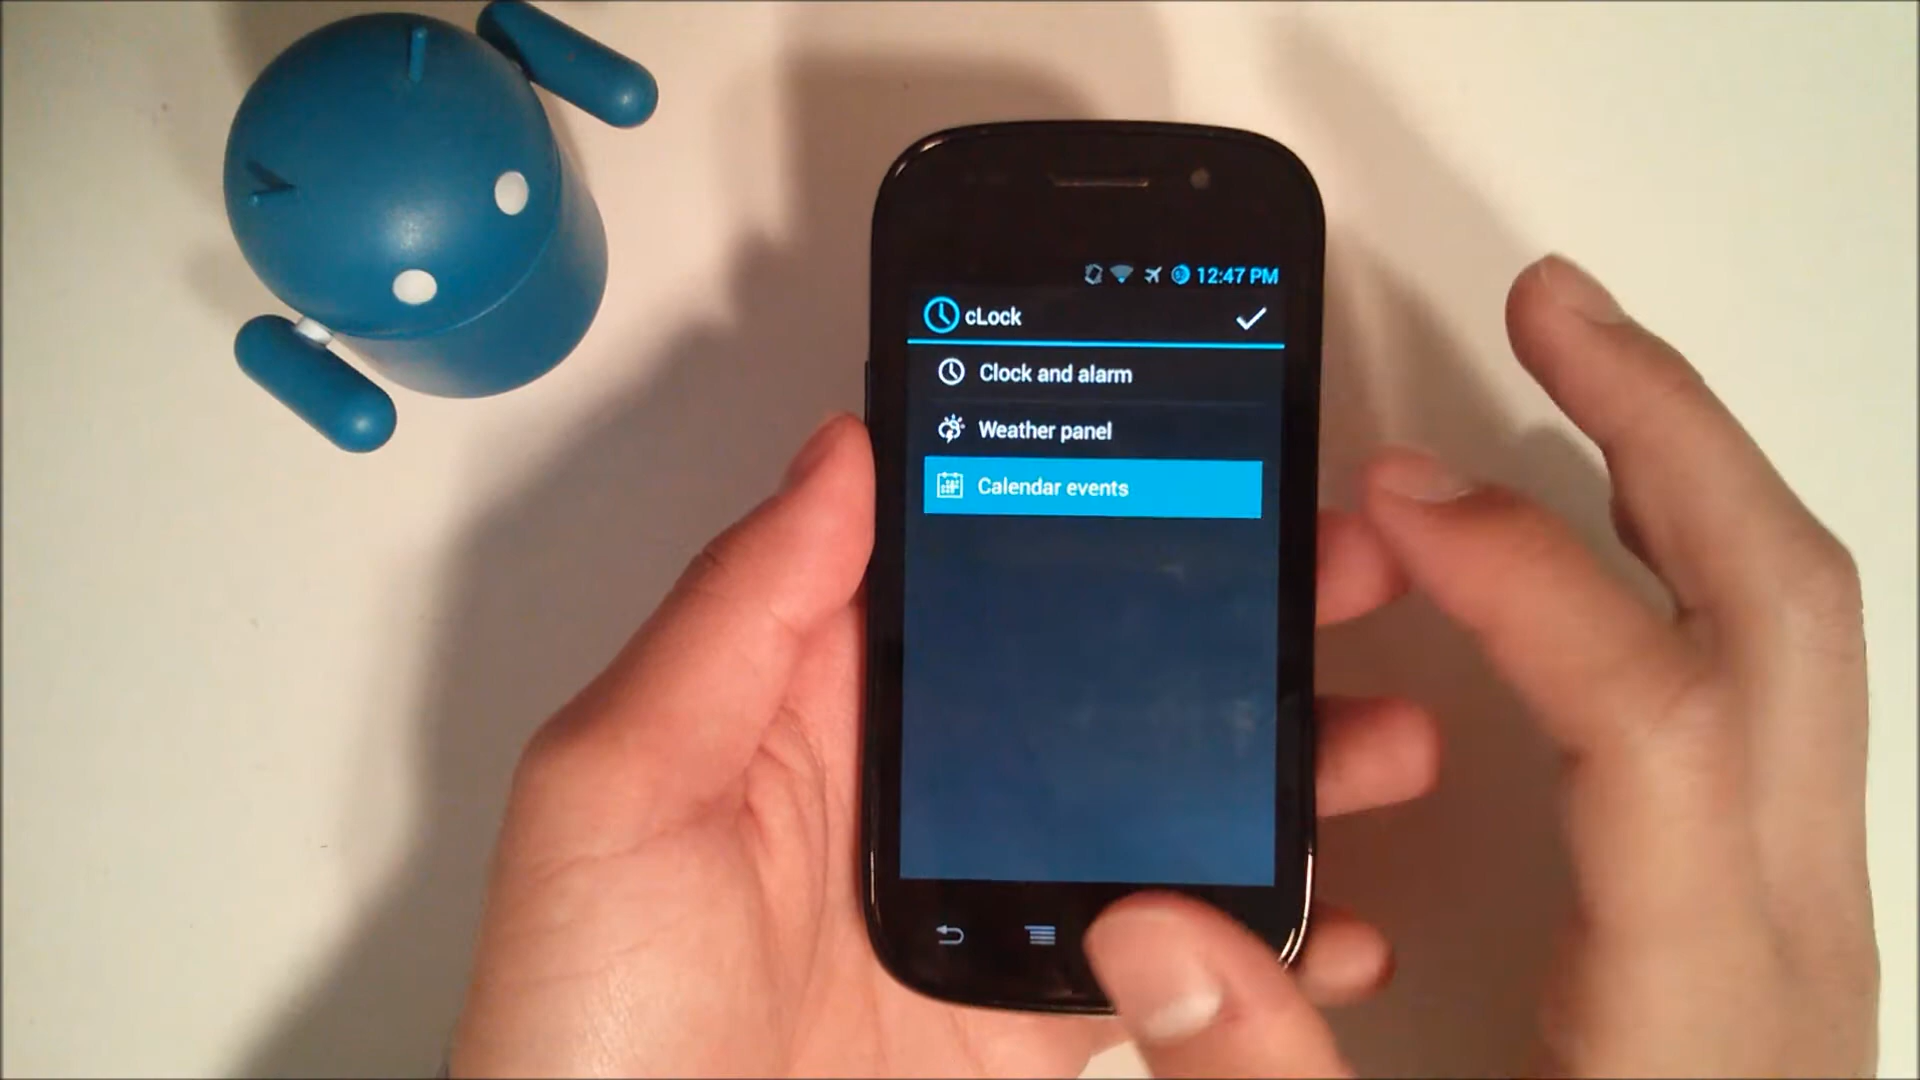 12:47 PM
cLock
Clock and alarm
Weather panel
Calendar events